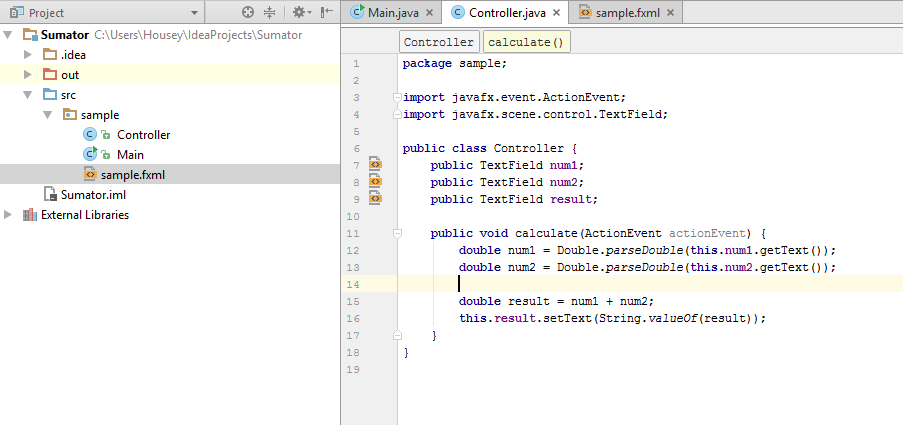 Project
Sumator C:\Users\Housey\IdeaProjects\Sumator
.idea
out
src
sample
Controller
Main
sample.fxml
Sumator.iml
External Libraries
Main.java
Controller.java
sample.fxml
Controller
calculate()
1 package sample;
2
3 import javafx.event.ActionEvent;
4 import javafx.scene.control.TextField;
5
6 public class Controller {
7 public TextField num1;
8 public TextField num2;
9 public TextField result;
10
11 public void calculate(ActionEvent actionEvent) {
12 double num1 = Double.parseDouble(this.num1.getText());
13 double num2 = Double.parseDouble(this.num2.getText());
14
15 double result = num1 + num2;
16 this.result.setText(String.valueOf(result));
17 }
18 }
19